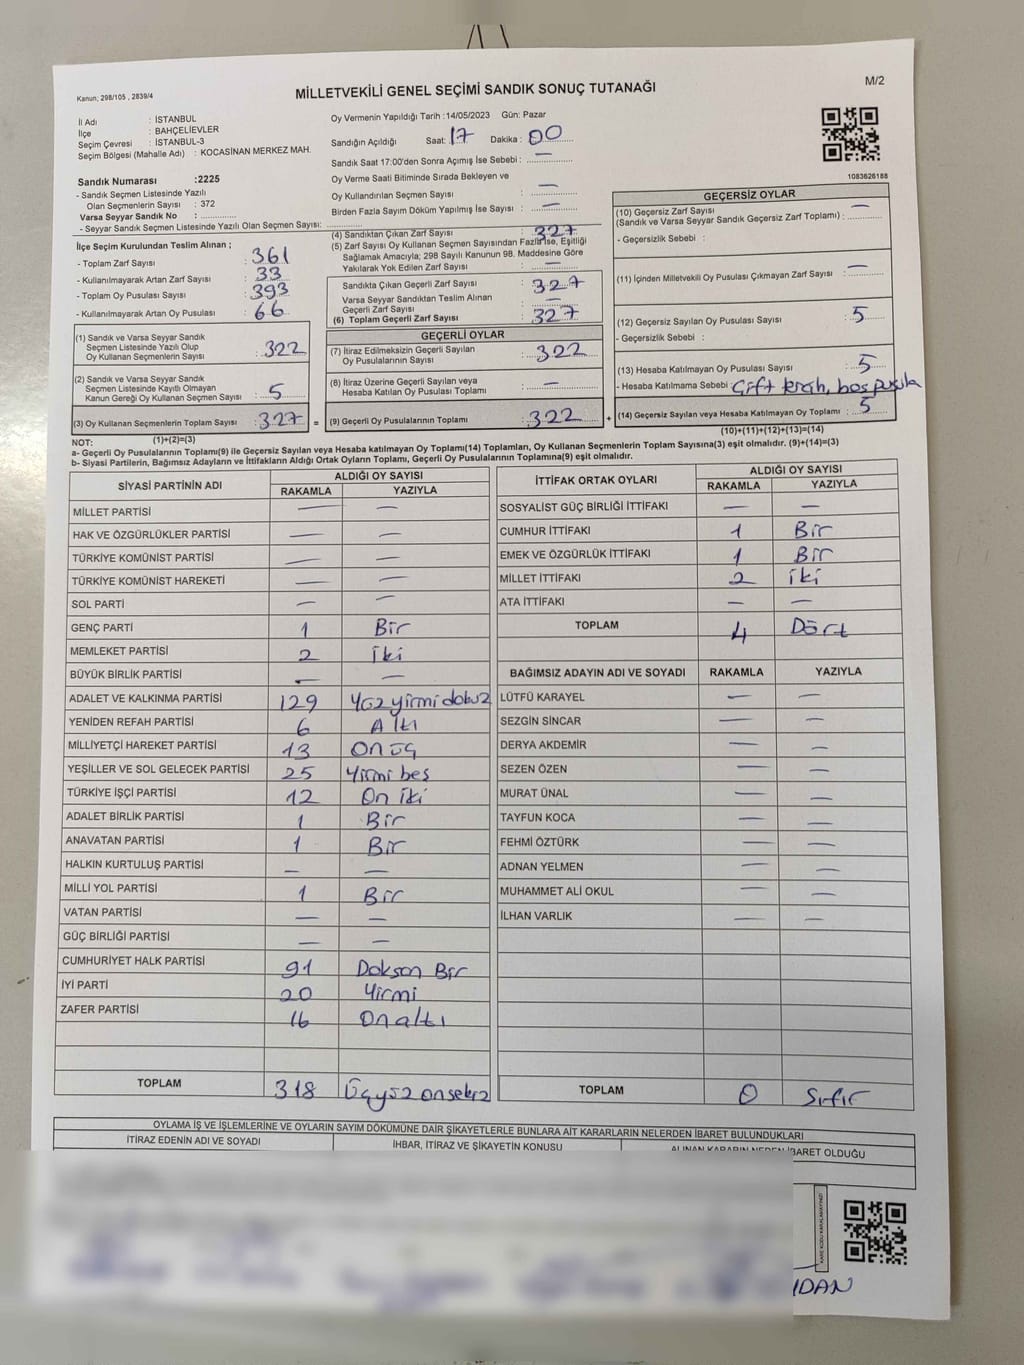 Kanun; 298/105 , 2839/4
MİLLETVEKİLİ GENEL SEÇİMİ SANDIK SONUÇ TUTANAĞI
M/2
İl Adı : İSTANBUL
İlçe : BAHÇELİEVLER
Seçim Çevresi : İSTANBUL-3
Seçim Bölgesi (Mahalle Adı) : KOCASİNAN MERKEZ MAH.
Sandık Numarası :2225
- Sandık Seçmen Listesinde Yazılı
Olan Seçmenlerin Sayısı : 372
Varsa Seyyar Sandık No : ..............
- Seyyar Sandık Seçmen Listesinde Yazılı Olan Seçmen Sayısı: ..............
Oy Vermenin Yapıldığı Tarih :14/05/2023 Gün: Pazar
Sandığın Açıldığı Saat: 17 Dakika : 00
Sandık Saat 17:00'den Sonra Açımış İse Sebebi : —
Oy Verme Saati Bitiminde Sırada Bekleyen ve
Oy Kullandırılan Seçmen Sayısı : —
Birden Fazla Sayım Döküm Yapılmış İse Sayısı : —
1083626188
İlçe Seçim Kurulundan Teslim Alınan ;
- Toplam Zarf Sayısı : 361
- Kullanılmayarak Artan Zarf Sayısı : 33
- Toplam Oy Pusulası Sayısı : 393
- Kullanılmayarak Artan Oy Pusulası : 66
(1) Sandık ve Varsa Seyyar Sandık
Seçmen Listesinde Yazılı Olup
Oy Kullanan Seçmenlerin Sayısı : 322
(2) Sandık ve Varsa Seyyar Sandık
Seçmen Listesinde Kayıtlı Olmayan
Kanun Gereği Oy Kullanan Seçmen Sayısı : 5
(3) Oy Kullanan Seçmenlerin Toplam Sayısı : 327 =
(4) Sandıktan Çıkan Zarf Sayısı : 327
(5) Zarf Sayısı Oy Kullanan Seçmen Sayısından Fazla İse, Eşitliği
Sağlamak Amacıyla; 298 Sayılı Kanunun 98. Maddesine Göre
Yakılarak Yok Edilen Zarf Sayısı : —
Sandıkta Çıkan Geçerli Zarf Sayısı : 327
Varsa Seyyar Sandıktan Teslim Alınan
Geçerli Zarf Sayısı : —
(6) Toplam Geçerli Zarf Sayısı : 327
GEÇERLİ OYLAR
(7) İtiraz Edilmeksizin Geçerli Sayılan
Oy Pusulalarının Sayısı : 322
(8) İtiraz Üzerine Geçerli Sayılan veya
Hesaba Katılan Oy Pusulaları Toplamı : —
(9) Geçerli Oy Pusulalarının Toplamı : 322 +
GEÇERSİZ OYLAR
(10) Geçersiz Zarf Sayısı —
(Sandık ve Varsa Seyyar Sandık Geçersiz Zarf Toplamı) :
- Geçersizlik Sebebi :
(11) İçinden Milletvekili Oy Pusulası Çıkmayan Zarf Sayısı : —
(12) Geçersiz Sayılan Oy Pusulası Sayısı : 5
- Geçersizlik Sebebi :
(13) Hesaba Katılmayan Oy Pusulası Sayısı : 5
- Hesaba Katılmama Sebebi : Çift tercih, boş pusula
(14) Geçersiz Sayılan veya Hesaba Katılmayan Oy Toplamı : 5
(10)+(11)+(12)+(13)=(14)
NOT: (1)+(2)=(3)
a- Geçerli Oy Pusulalarının Toplamı(9) ile Geçersiz Sayılan veya Hesaba katılmayan Oy Toplamı(14) Toplamları, Oy Kullanan Seçmenlerin Toplam Sayısına(3) eşit olmalıdır. (9)+(14)=(3)
b- Siyasi Partilerin, Bağımsız Adayların ve İttifakların Aldığı Ortak Oyların Toplamı, Geçerli Oy Pusulalarının Toplamına(9) eşit olmalıdır.
SİYASİ PARTİNİN ADI ALDIĞI OY SAYISI
RAKAMLA YAZIYLA
MİLLET PARTİSİ — —
HAK VE ÖZGÜRLÜKLER PARTİSİ — —
TÜRKİYE KOMÜNİST PARTİSİ — —
TÜRKİYE KOMÜNİST HAREKETİ — —
SOL PARTİ — —
GENÇ PARTİ 1 Bir
MEMLEKET PARTİSİ 2 iki
BÜYÜK BİRLİK PARTİSİ — —
ADALET VE KALKINMA PARTİSİ 129 Yüzyirmidokuz
YENİDEN REFAH PARTİSİ 6 Altı
MİLLİYETÇİ HAREKET PARTİSİ 13 Onüç
YEŞİLLER VE SOL GELECEK PARTİSİ 25 Yirmi beş
TÜRKİYE İŞÇİ PARTİSİ 12 On iki
ADALET BİRLİK PARTİSİ 1 Bir
ANAVATAN PARTİSİ 1 Bir
HALKIN KURTULUŞ PARTİSİ — —
MİLLİ YOL PARTİSİ 1 Bir
VATAN PARTİSİ — —
GÜÇ BİRLİĞİ PARTİSİ — —
CUMHURİYET HALK PARTİSİ 91 Doksan Bir
İYİ PARTİ 20 Yirmi
ZAFER PARTİSİ 16 Onaltı
TOPLAM 318 Üçyüz onsekiz
İTTİFAK ORTAK OYLARI ALDIĞI OY SAYISI
RAKAMLA YAZIYLA
SOSYALİST GÜÇ BİRLİĞİ İTTİFAKI — —
CUMHUR İTTİFAKI 1 Bir
EMEK VE ÖZGÜRLÜK İTTİFAKI 1 Bir
MİLLET İTTİFAKI 2 iki
ATA İTTİFAKI — —
TOPLAM 4 Dört
BAĞIMSIZ ADAYIN ADI VE SOYADI RAKAMLA YAZIYLA
LÜTFÜ KARAYEL — —
SEZGİN SİNCAR — —
DERYA AKDEMİR — —
SEZEN ÖZEN — —
MURAT ÜNAL — —
TAYFUN KOCA — —
FEHMİ ÖZTÜRK — —
ADNAN YELMEN — —
MUHAMMET ALİ OKUL — —
İLHAN VARLIK — —
TOPLAM 0 Sıfır
OYLAMA İŞ VE İŞLEMLERİNE VE OYLARIN SAYIM DÖKÜMÜNE DAİR ŞİKAYETLERLE BUNLARA AİT KARARLARIN NELERDEN İBARET BULUNDUKLARI
İTİRAZ EDENİN ADI VE SOYADI İHBAR, İTİRAZ VE ŞİKAYETİN KONUSU ALINAN KARARIN NEDEN İBARET OLDUĞU